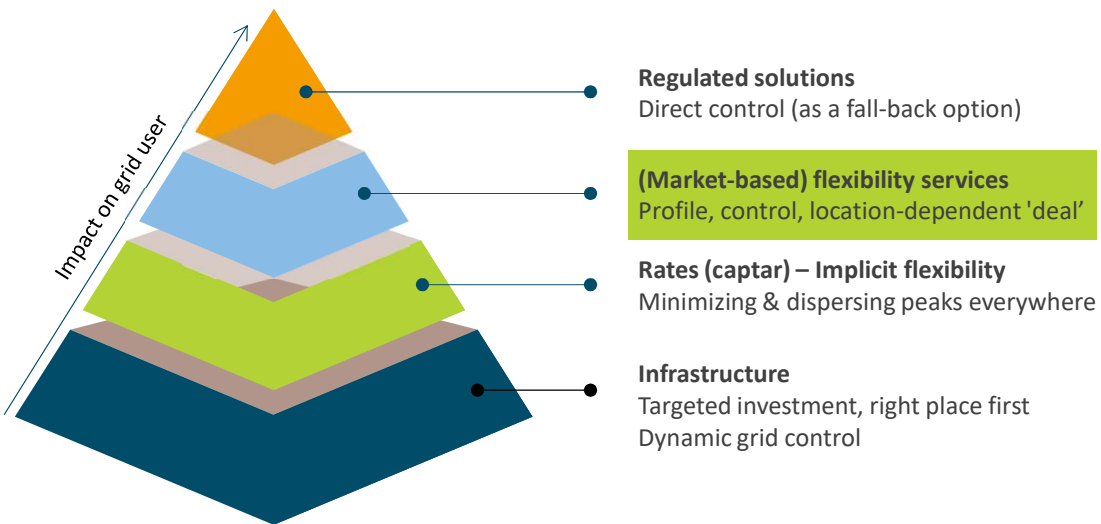 Impact on grid user
Regulated solutions
Direct control (as a fall-back option)
(Market-based) flexibility services
Profile, control, location-dependent 'deal’
Rates (captar) – Implicit flexibility
Minimizing & dispersing peaks everywhere
Infrastructure
Targeted investment, right place first
Dynamic grid control